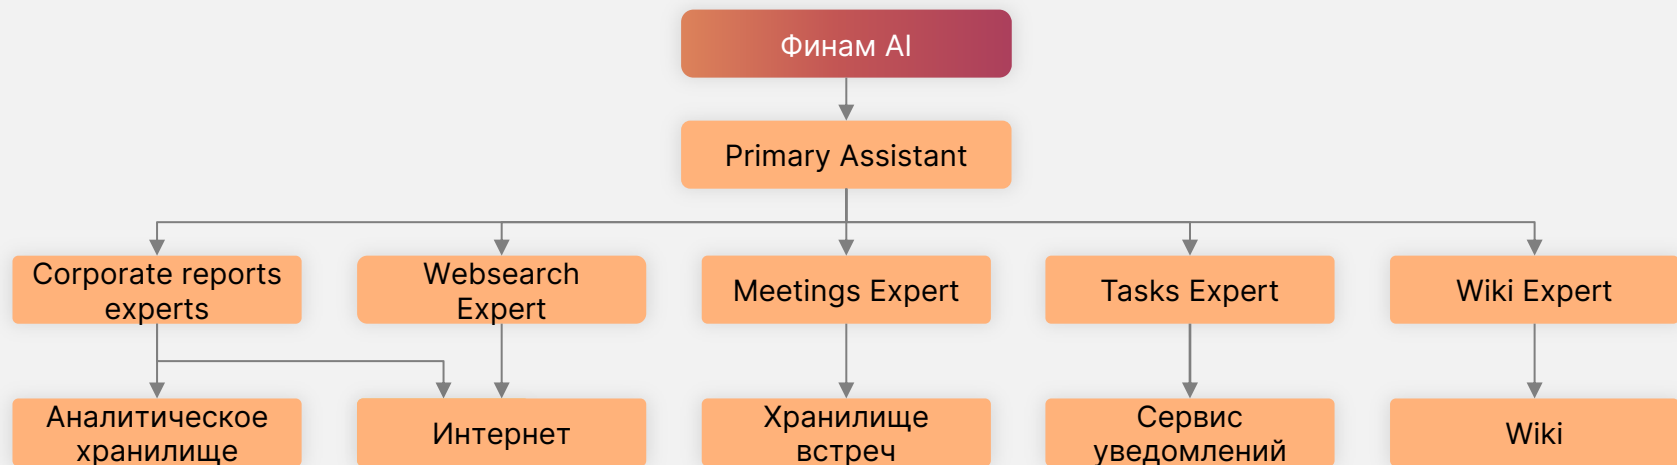 Финам AI
Primary Assistant
Corporate reports
experts
Websearch
Expert
Meetings Expert
Tasks Expert
Wiki Expert
Аналитическое
хранилище
Интернет
Хранилище
встреч
Сервис
уведомлений
Wiki